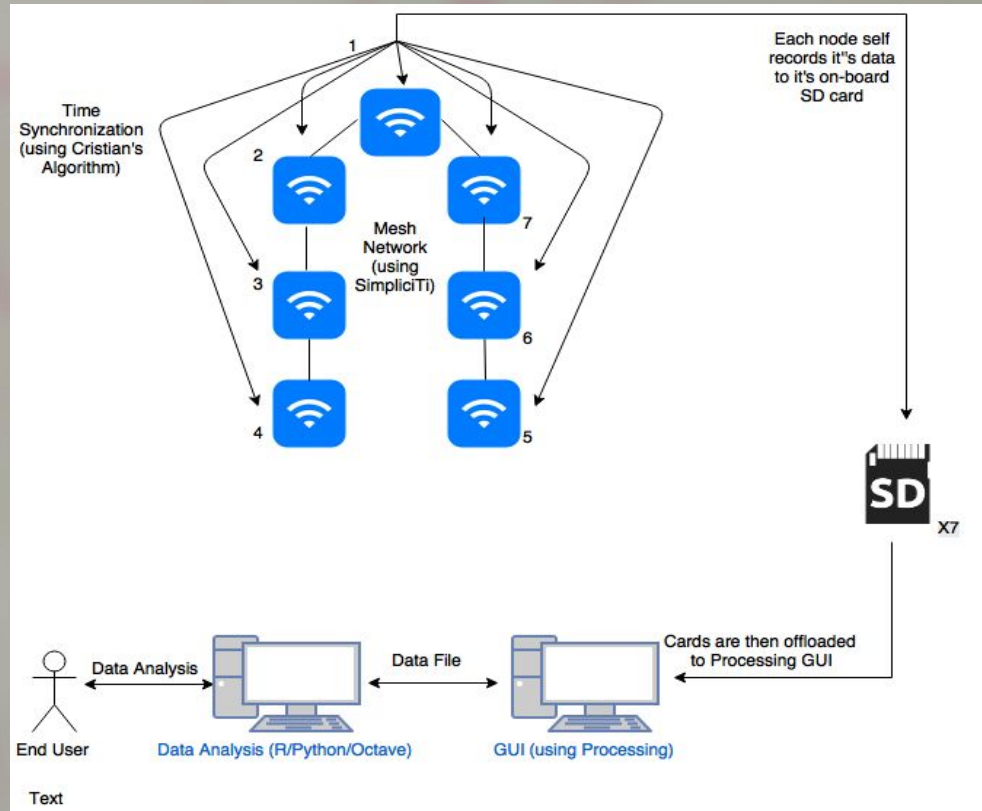 1
Each node self
records it"s data
to it's on-board
SD card
Time
Synchronization
(using Cristian's
Algorithm)
2
7
Mesh
Network
(using
SimpliciTi)
3
6
4
5
SD
X7
Cards are then offloaded
to Processing GUI
Data Analysis
Data File
End User
Data Analysis (R/Python/Octave)
GUI (using Processing)
Text